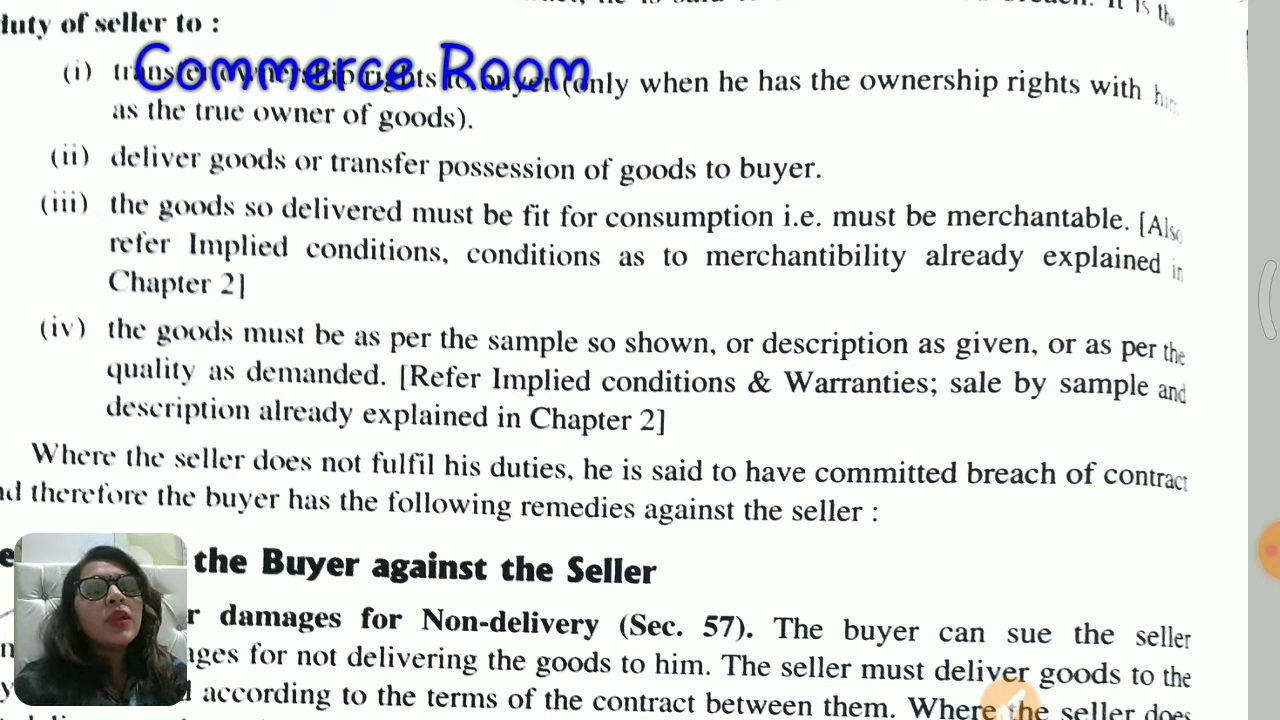 duty of seller to :
Commerce Room
(i) transfer ownership rights to buyer (only when he has the ownership rights with him
as the true owner of goods).
(ii) deliver goods or transfer possession of goods to buyer.
(iii) the goods so delivered must be fit for consumption i.e. must be merchantable. [Also
refer Implied conditions, conditions as to merchantibility already explained in
Chapter 2]
(iv) the goods must be as per the sample so shown, or description as given, or as per the
quality as demanded. [Refer Implied conditions & Warranties; sale by sample and
description already explained in Chapter 2]
Where the seller does not fulfil his duties, he is said to have committed breach of contract
therefore the buyer has the following remedies against the seller :
the Buyer against the Seller
damages for Non-delivery (Sec. 57). The buyer can sue the seller
for not delivering the goods to him. The seller must deliver goods to the
according to the terms of the contract between them. Where the seller does